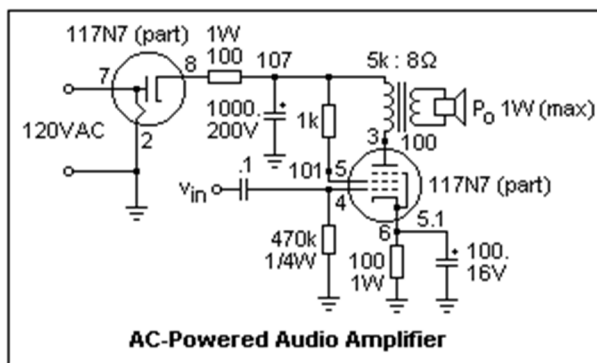 117N7 (part)
1W
100
107
5k : 8Ω
7
8
120VAC
2
1000.
200V
1k
3
100
Po 1W (max)
101
5
4
117N7 (part)
.1
vin
6
5.1
470k
1/4W
100
1W
100.
16V
AC-Powered Audio Amplifier